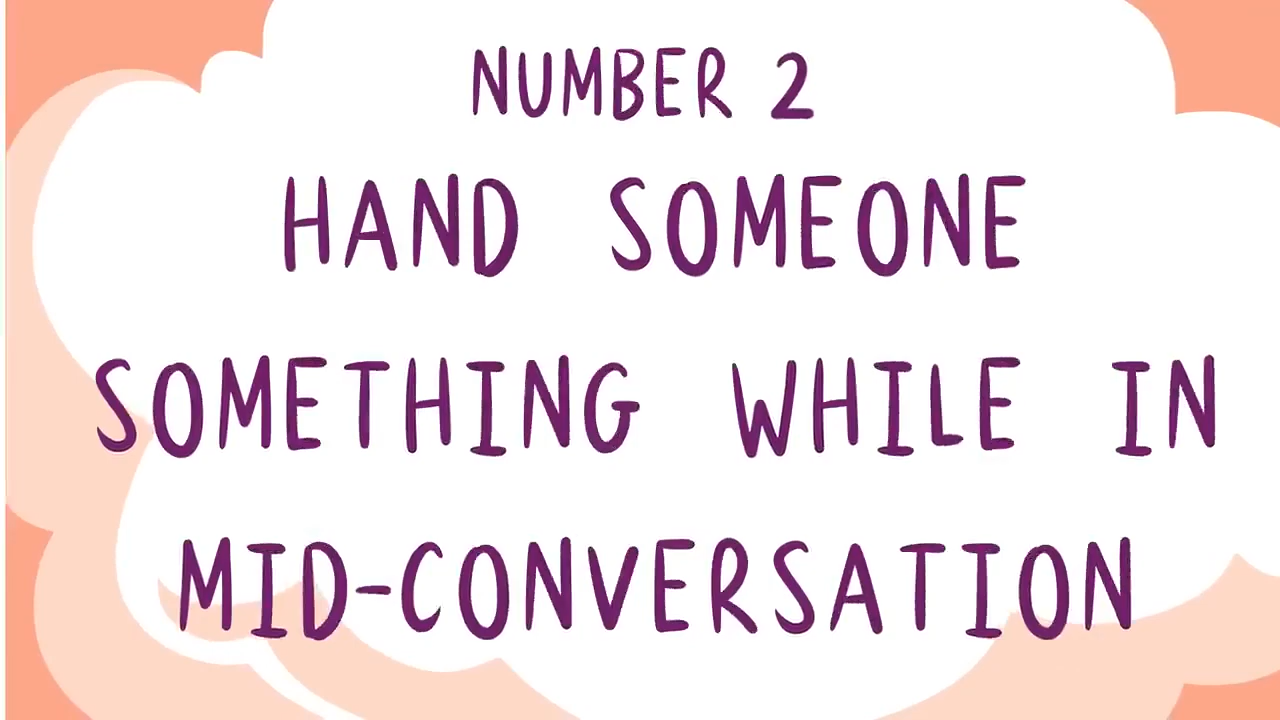 NUMBER 2
HAND SOMEONE
SOMETHING WHILE IN
MID-CONVERSATION